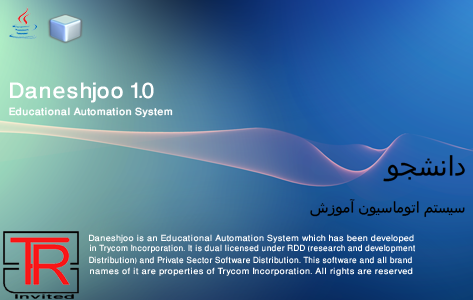 Daneshjoo 1.0
Educational Automation System
دانشجو
سیستم اتوماسیون آموزش
Daneshjoo is an Educational Automation System which has been developed
in Trycom Incorporation. It is dual licensed under RDD (research and development
Distribution) and Private Sector Software Distribution. This software and all brand
names of it are properties of Trycom Incorporation. All rights are reserved
TR
Invited